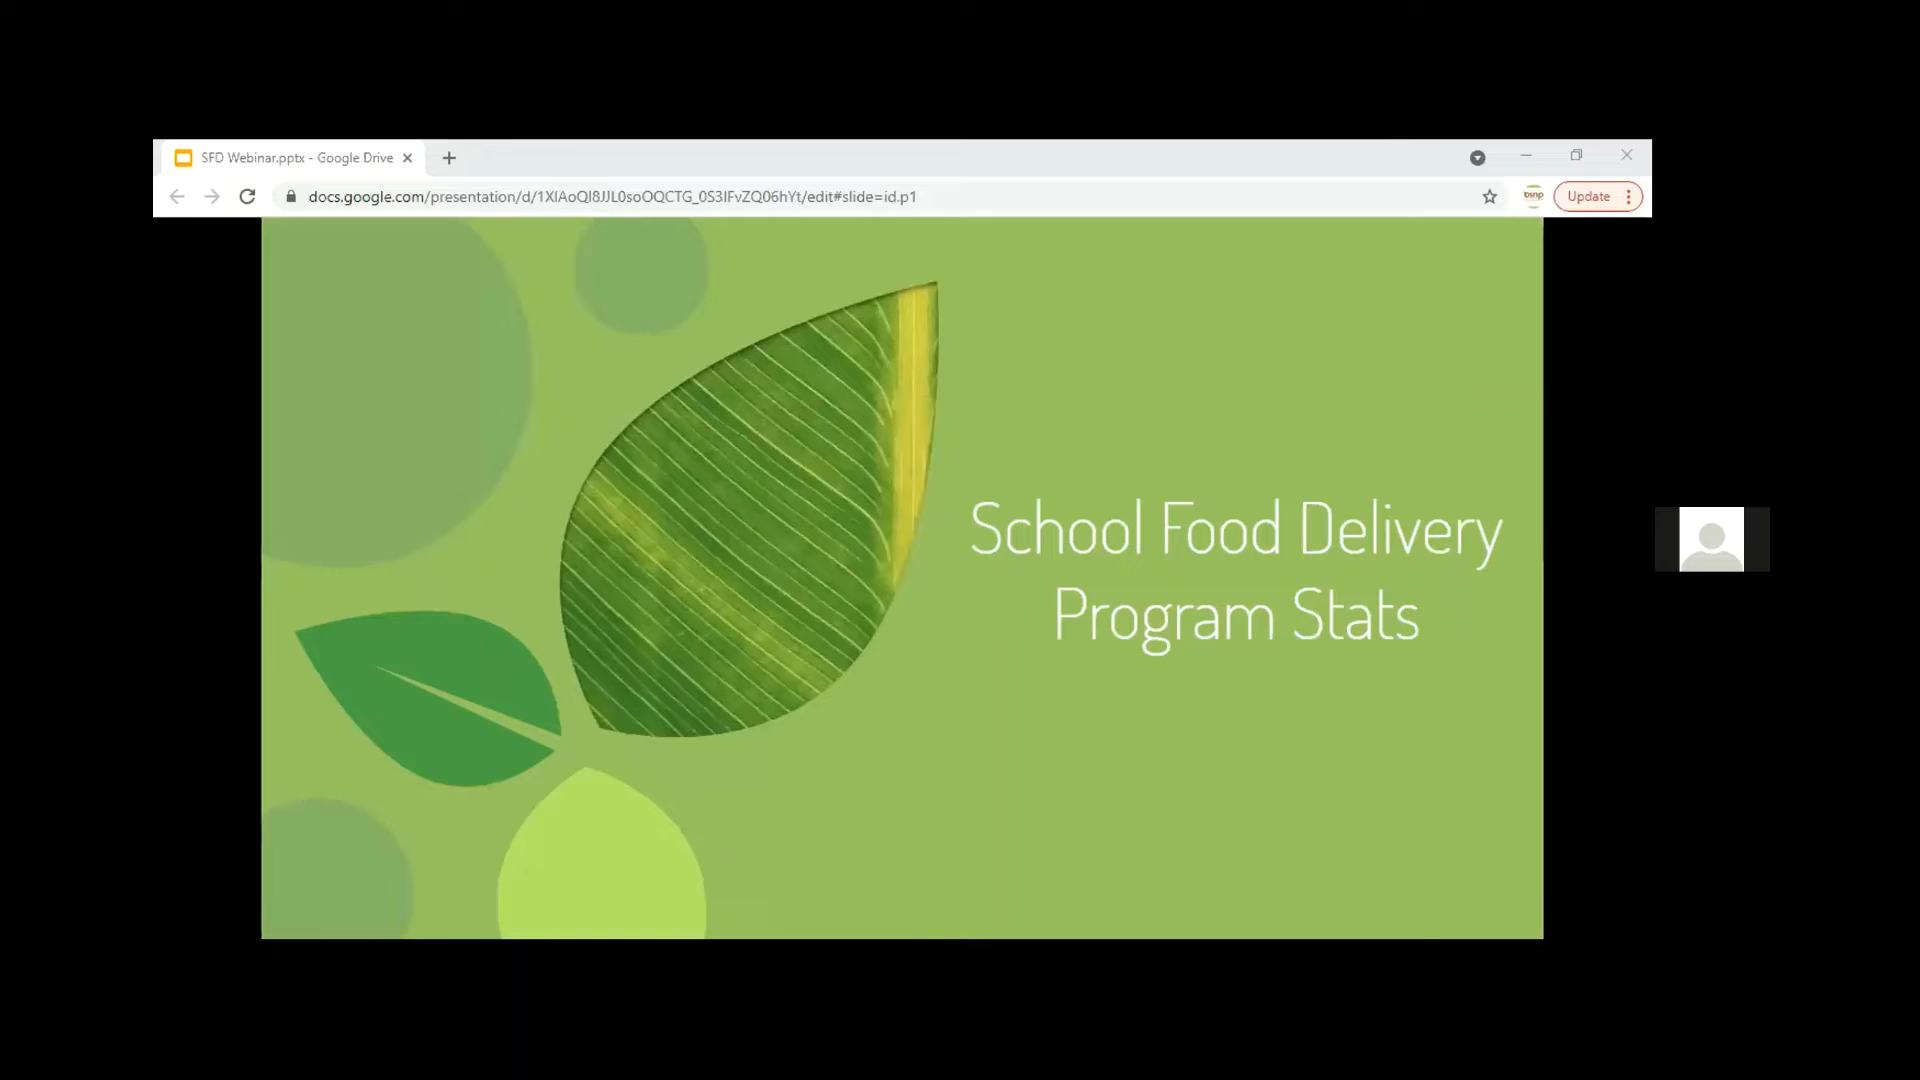 SFD Webinar.pptx - Google Drive
docs.google.com/presentation/d/1XlAoQl8JJL0soOQCTG_0S3IFvZQ06hYt/edit#slide=id.p1
Update
School Food Delivery
Program Stats